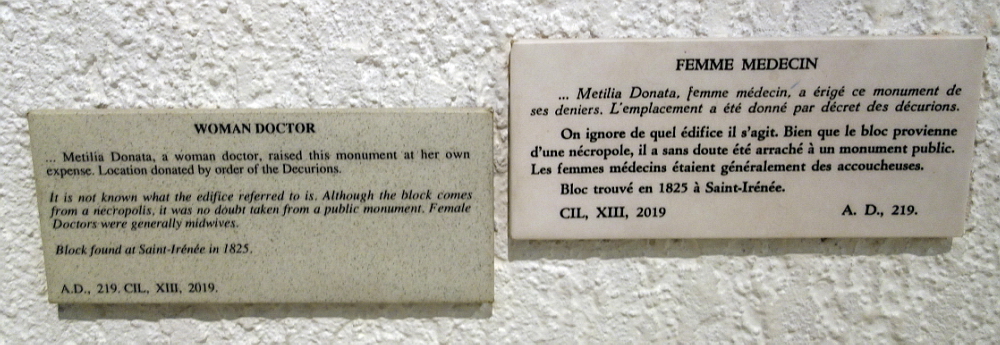 WOMAN DOCTOR
... Metilia Donata, a woman doctor, raised this monument at her own
expense. Location donated by order of the Decurions.
It is not known what the edifice referred to is. Although the block comes
from a necropolis, it was no doubt taken from a public monument. Female
Doctors were generally midwives.
Block found at Saint-Irénée in 1825.
A.D., 219. CIL, XIII, 2019.
FEMME MEDECIN
... Metilia Donata, femme médecin, a érigé ce monument de
ses deniers. L'emplacement a été donné par décret des décurions.
On ignore de quel édifice il s'agit. Bien que le bloc provienne
d'une nécropole, il a sans doute été arraché à un monument public.
Les femmes médecins étaient généralement des accoucheuses.
Bloc trouvé en 1825 à Saint-Irénée.
CIL, XIII, 2019 A. D., 219.